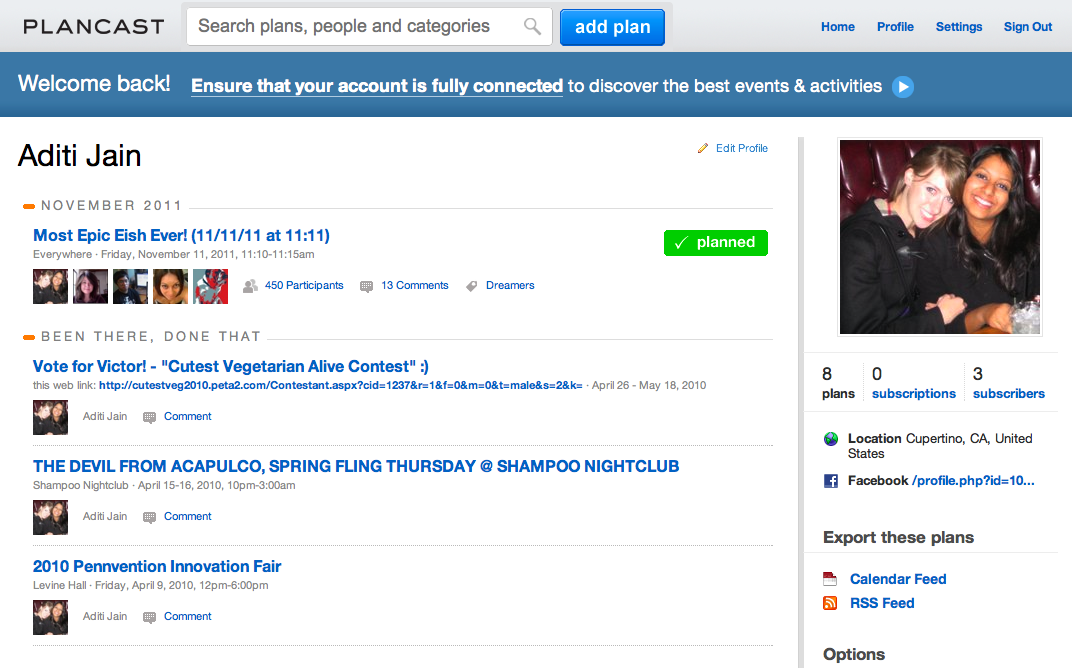 PLANCAST
Search plans, people and categories
add plan
Home Profile Settings Sign Out
Welcome back! Ensure that your account is fully connected to discover the best events & activities
Aditi Jain
Edit Profile
NOVEMBER 2011
Most Epic Eish Ever! (11/11/11 at 11:11)
planned
Everywhere · Friday, November 11, 2011, 11:10-11:15am
450 Participants 13 Comments Dreamers
BEEN THERE, DONE THAT
Vote for Victor! - "Cutest Vegetarian Alive Contest" :)
this web link: http://cutestveg2010.peta2.com/Contestant.aspx?cid=1237&r=1&f=0&m=0&t=male&s=2&k= · April 26 - May 18, 2010
Aditi Jain Comment
THE DEVIL FROM ACAPULCO, SPRING FLING THURSDAY @ SHAMPOO NIGHTCLUB
Shampoo Nightclub · April 15-16, 2010, 10pm-3:00am
Aditi Jain Comment
2010 Pennvention Innovation Fair
Levine Hall · Friday, April 9, 2010, 12pm-6:00pm
Aditi Jain Comment
8 0 3
plans subscriptions subscribers
Location Cupertino, CA, United
States
Facebook /profile.php?id=10...
Export these plans
Calendar Feed
RSS Feed
Options